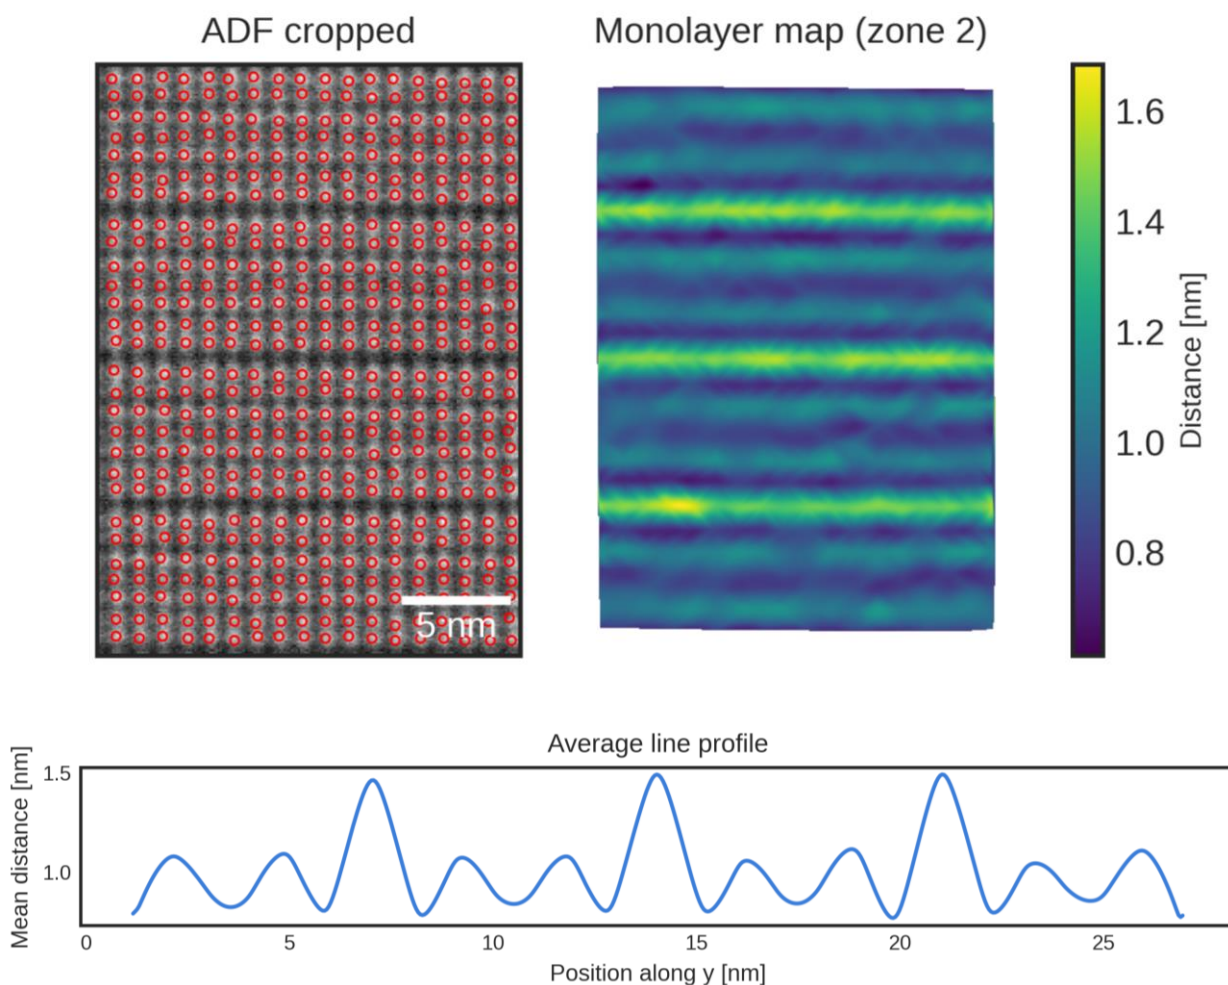 ADF cropped
Monolayer map (zone 2)
5 nm
1.6
1.4
1.2
1.0
0.8
Distance [nm]
Average line profile
Mean distance [nm]
1.5
1.0
0 5 10 15 20 25
Position along y [nm]